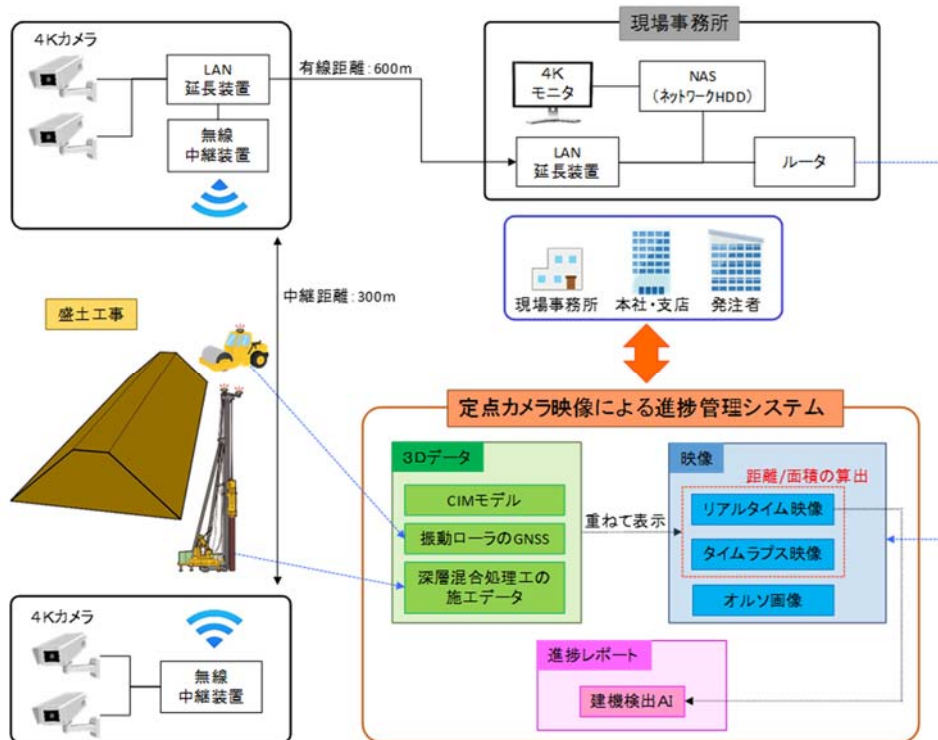 4Kカメラ
LAN
延長装置
無線
中継装置
有線距離:600m
現場事務所
4K
モニタ
NAS
(ネットワークHDD)
LAN
延長装置
ルータ
現場事務所
本社・支店
発注者
中継距離:300m
盛土工事
定点カメラ映像による進捗管理システム
3Dデータ
CIMモデル
振動ローラのGNSS
深層混合処理工の
施工データ
重ねて表示
映像
距離/面積の算出
リアルタイム映像
タイムラプス映像
オルソ画像
進捗レポート
建機検出AI
4Kカメラ
無線
中継装置